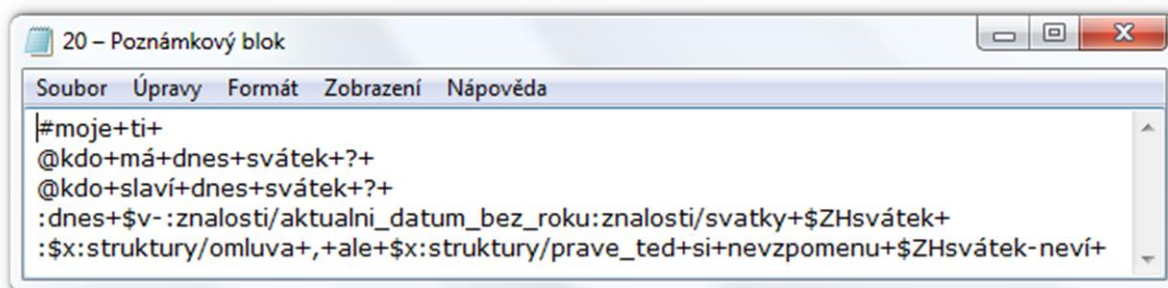 20 – Poznámkový blok
Soubor Úpravy Formát Zobrazení Nápověda
#moje+ti+
@kdo+má+dnes+svátek+?+
@kdo+slaví+dnes+svátek+?+
:dnes+$v-:znalosti/aktualni_datum_bez_roku:znalosti/svatky+$ZHsvátek+
:$x:struktury/omluva+,+ale+$x:struktury/prave_ted+si+nevzpomenu+$ZHsvátek-neví+